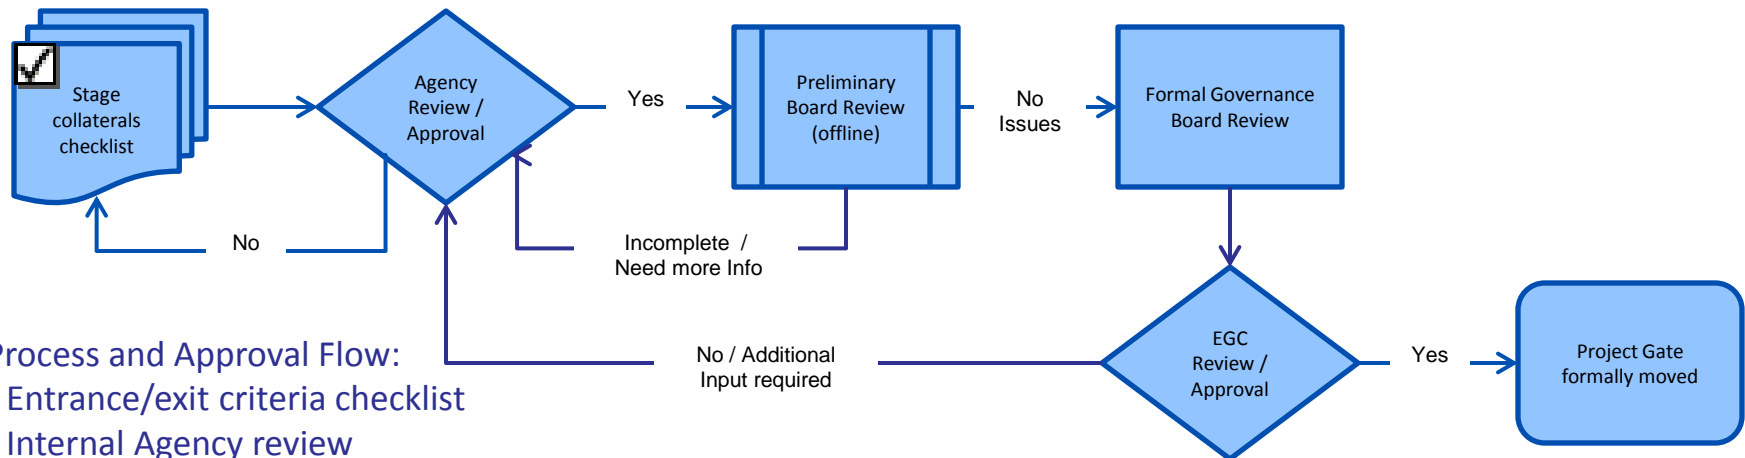 Stage
collaterals
checklist
Agency
Review /
Approval
Yes
Preliminary
Board Review
(offline)
No
Issues
Formal Governance
Board Review
No
Incomplete /
Need more Info
No / Additional
Input required
EGC
Review /
Approval
Yes
Project Gate
formally moved
Process and Approval Flow:
Entrance/exit criteria checklist
Internal Agency review